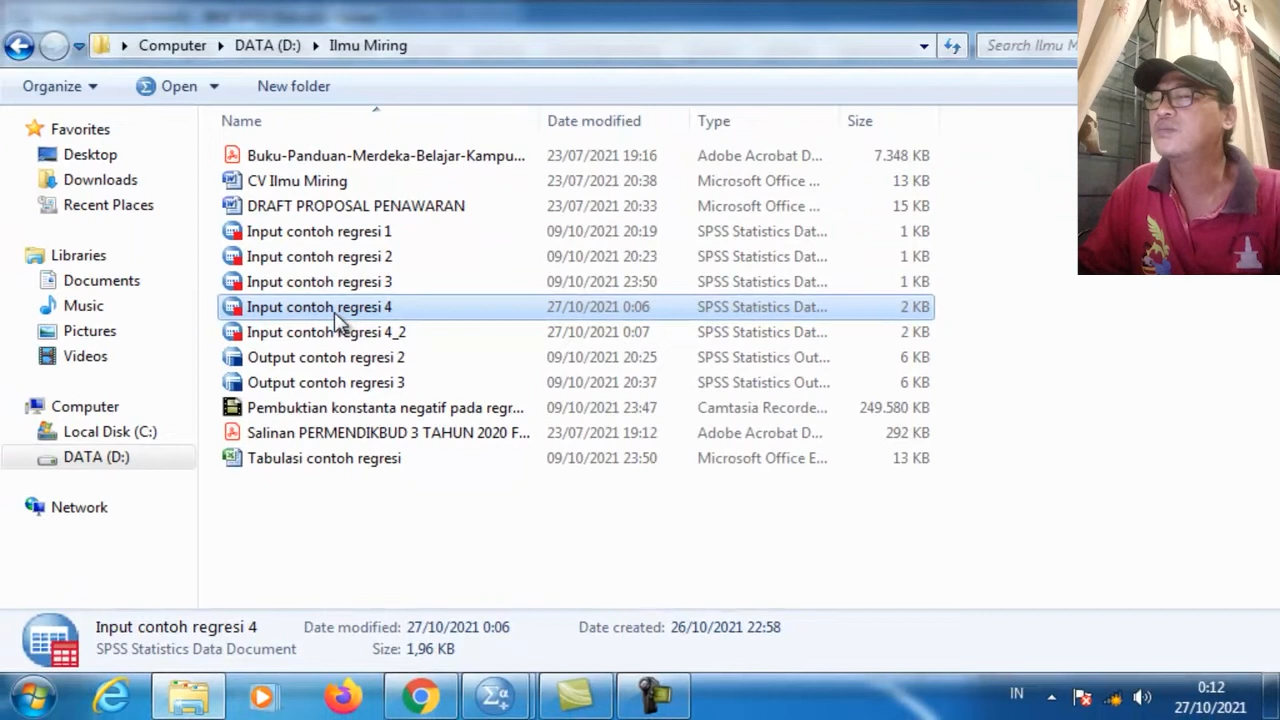 Computer DATA (D:) Ilmu Miring Search Ilmu M
Organize Open New folder
Name Date modified Type Size
Favorites
Desktop
Downloads
Recent Places
Libraries
Documents
Music
Pictures
Videos
Computer
Local Disk (C:)
DATA (D:)
Network
Buku-Panduan-Merdeka-Belajar-Kampu... 23/07/2021 19:16 Adobe Acrobat D... 7.348 KB
CV Ilmu Miring 23/07/2021 20:38 Microsoft Office ... 13 KB
DRAFT PROPOSAL PENAWARAN 23/07/2021 20:33 Microsoft Office ... 15 KB
Input contoh regresi 1 09/10/2021 20:19 SPSS Statistics Dat... 1 KB
Input contoh regresi 2 09/10/2021 20:23 SPSS Statistics Dat... 1 KB
Input contoh regresi 3 09/10/2021 23:50 SPSS Statistics Dat... 1 KB
Input contoh regresi 4 27/10/2021 0:06 SPSS Statistics Dat... 2 KB
Input contoh regresi 4_2 27/10/2021 0:07 SPSS Statistics Dat... 2 KB
Output contoh regresi 2 09/10/2021 20:25 SPSS Statistics Out... 6 KB
Output contoh regresi 3 09/10/2021 20:37 SPSS Statistics Out... 6 KB
Pembuktian konstanta negatif pada regr... 09/10/2021 23:47 Camtasia Recorde... 249.580 KB
Salinan PERMENDIKBUD 3 TAHUN 2020 F... 23/07/2021 19:12 Adobe Acrobat D... 292 KB
Tabulasi contoh regresi 09/10/2021 23:50 Microsoft Office E... 13 KB
Input contoh regresi 4 Date modified: 27/10/2021 0:06 Date created: 26/10/2021 22:58
SPSS Statistics Data Document Size: 1,96 KB
IN 0:12
27/10/2021